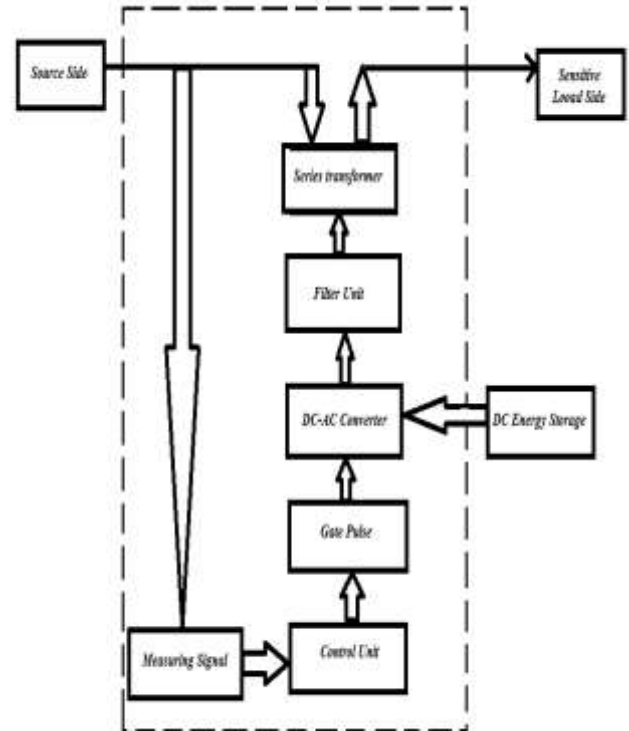 Source Side
Sensitive
Looad Side
Series transformer
Filter Unit
DC-AC Converter
DC Energy Storage
Gate Pulse
Measuring Signal
Control Unit